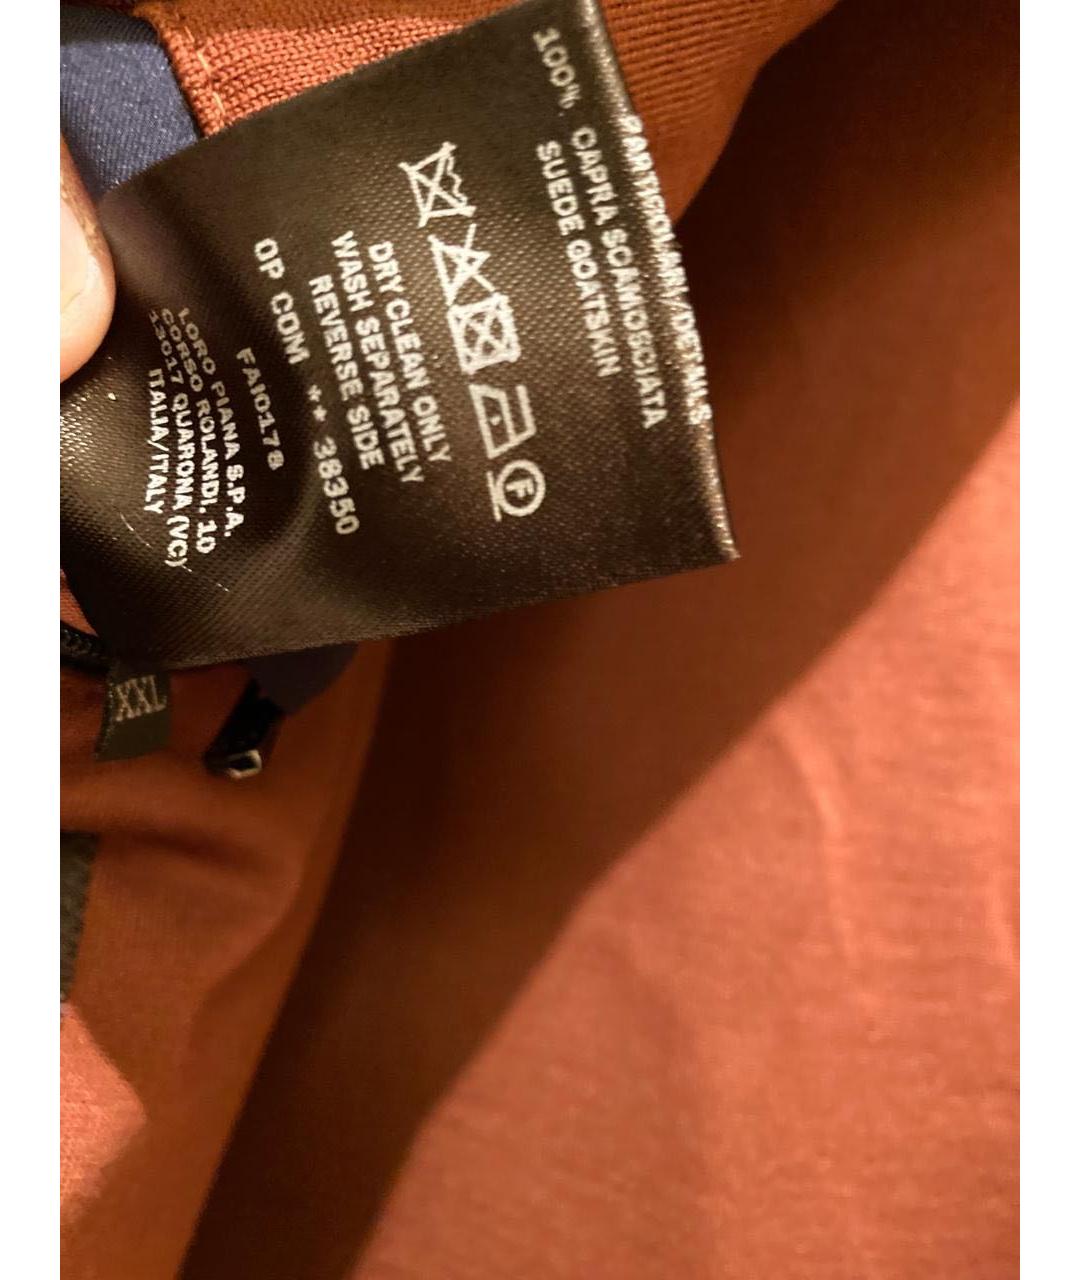 PARTICOLARI/DETAILS
100% CAPRA SCAMOSCIATA
SUEDE GOATSKIN
F
DRY CLEAN ONLY
WASH SEPARATELY
REVERSE SIDE
OP COM ** 38350
FAI0178
LORO PIANA S.P.A.
CORSO ROLANDI, 10
13017 QUARONA (VC)
ITALIA/ITALY
XXL